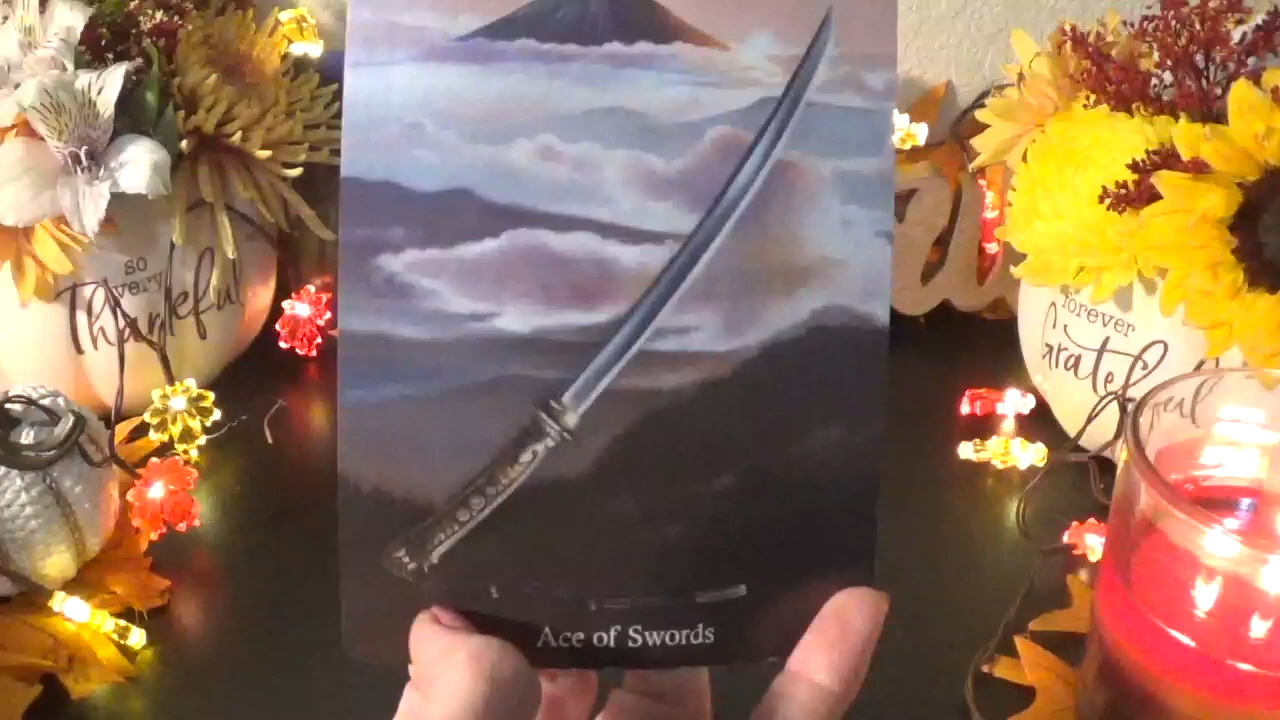 so
very
Thankful
forever
Grateful
Ace of Swords